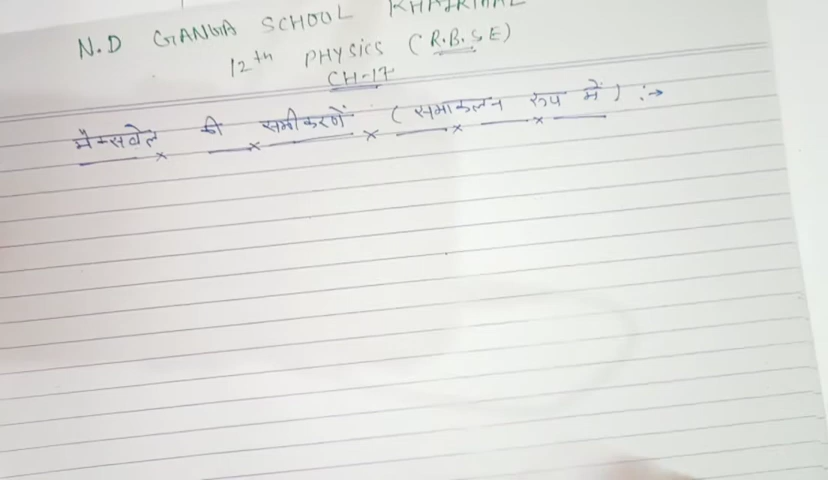 N.D GANGA SCHOOL
12th PHYSICS (R.B.S.E)
CH-17
मैक्सवेल की समीकरणें (समाकलन रूप में) :→